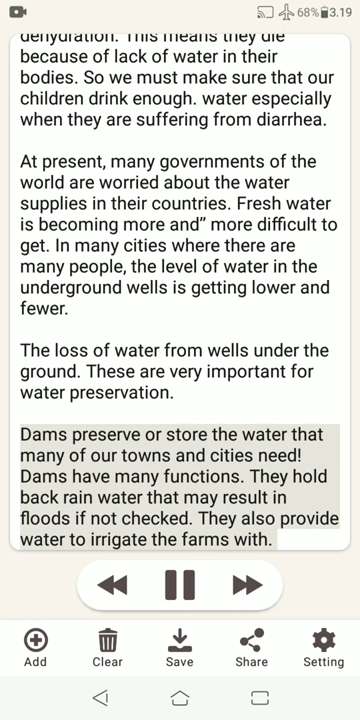 68% 3.19
dehydration. This means they die
because of lack of water in their
bodies. So we must make sure that our
children drink enough. water especially
when they are suffering from diarrhea.
At present, many governments of the
world are worried about the water
supplies in their countries. Fresh water
is becoming more and” more difficult to
get. In many cities where there are
many people, the level of water in the
underground wells is getting lower and
fewer.
The loss of water from wells under the
ground. These are very important for
water preservation.
Dams preserve or store the water that
many of our towns and cities need!
Dams have many functions. They hold
back rain water that may result in
floods if not checked. They also provide
water to irrigate the farms with.
Add Clear Save Share Setting